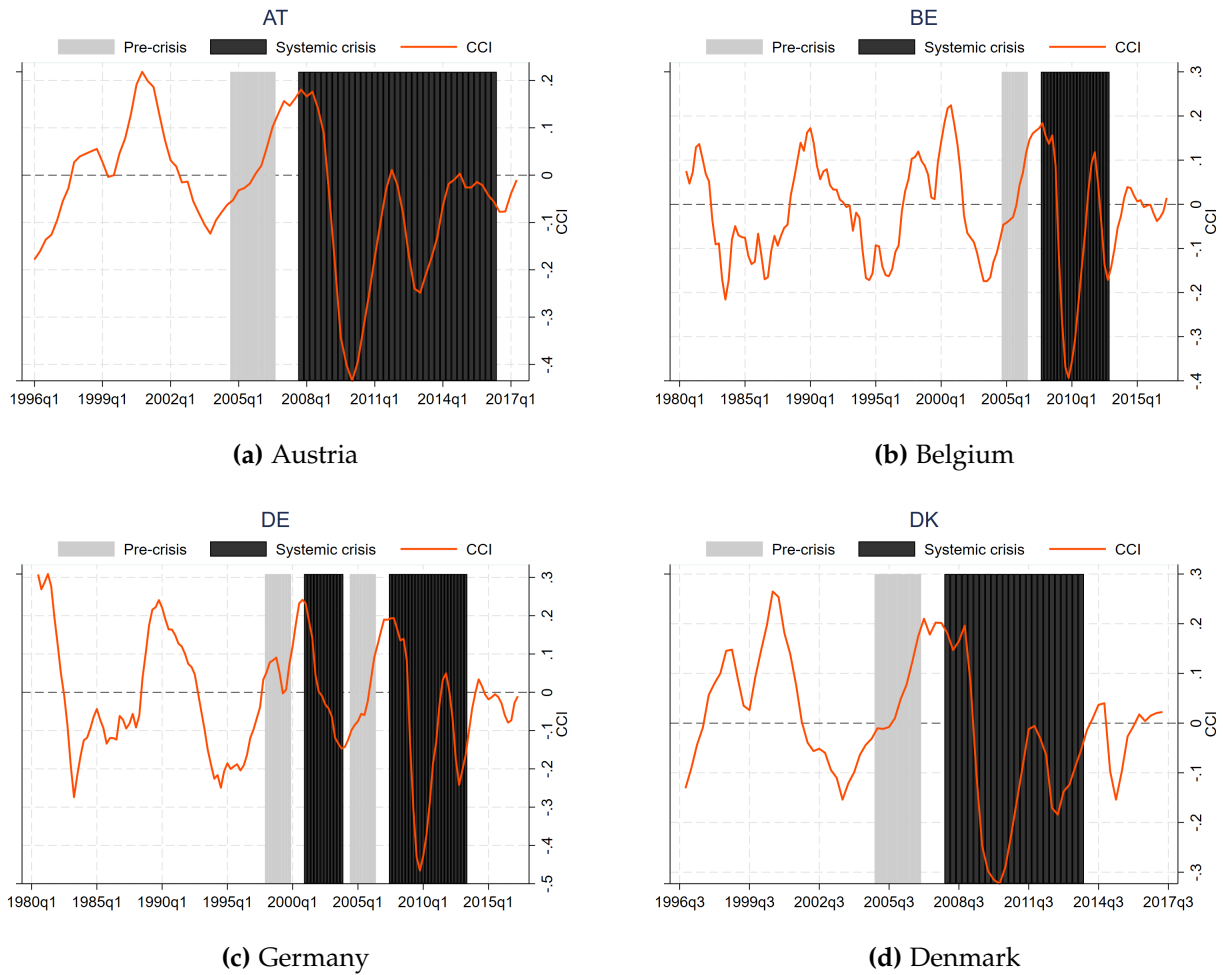 AT
Pre-crisis Systemic crisis CCI
.2
.1
0
-.1
-.2
-.3
-.4
CCI
1996q1 1999q1 2002q1 2005q1 2008q1 2011q1 2014q1 2017q1
(a) Austria
BE
Pre-crisis Systemic crisis CCI
.3
.2
.1
0
-.1
-.2
-.3
-.4
CCI
1980q1 1985q1 1990q1 1995q1 2000q1 2005q1 2010q1 2015q1
(b) Belgium
DE
Pre-crisis Systemic crisis CCI
.3
.2
.1
0
-.1
-.2
-.3
-.4
-.5
CCI
1980q1 1985q1 1990q1 1995q1 2000q1 2005q1 2010q1 2015q1
(c) Germany
DK
Pre-crisis Systemic crisis CCI
.3
.2
.1
0
-.1
-.2
-.3
CCI
1996q3 1999q3 2002q3 2005q3 2008q3 2011q3 2014q3 2017q3
(d) Denmark